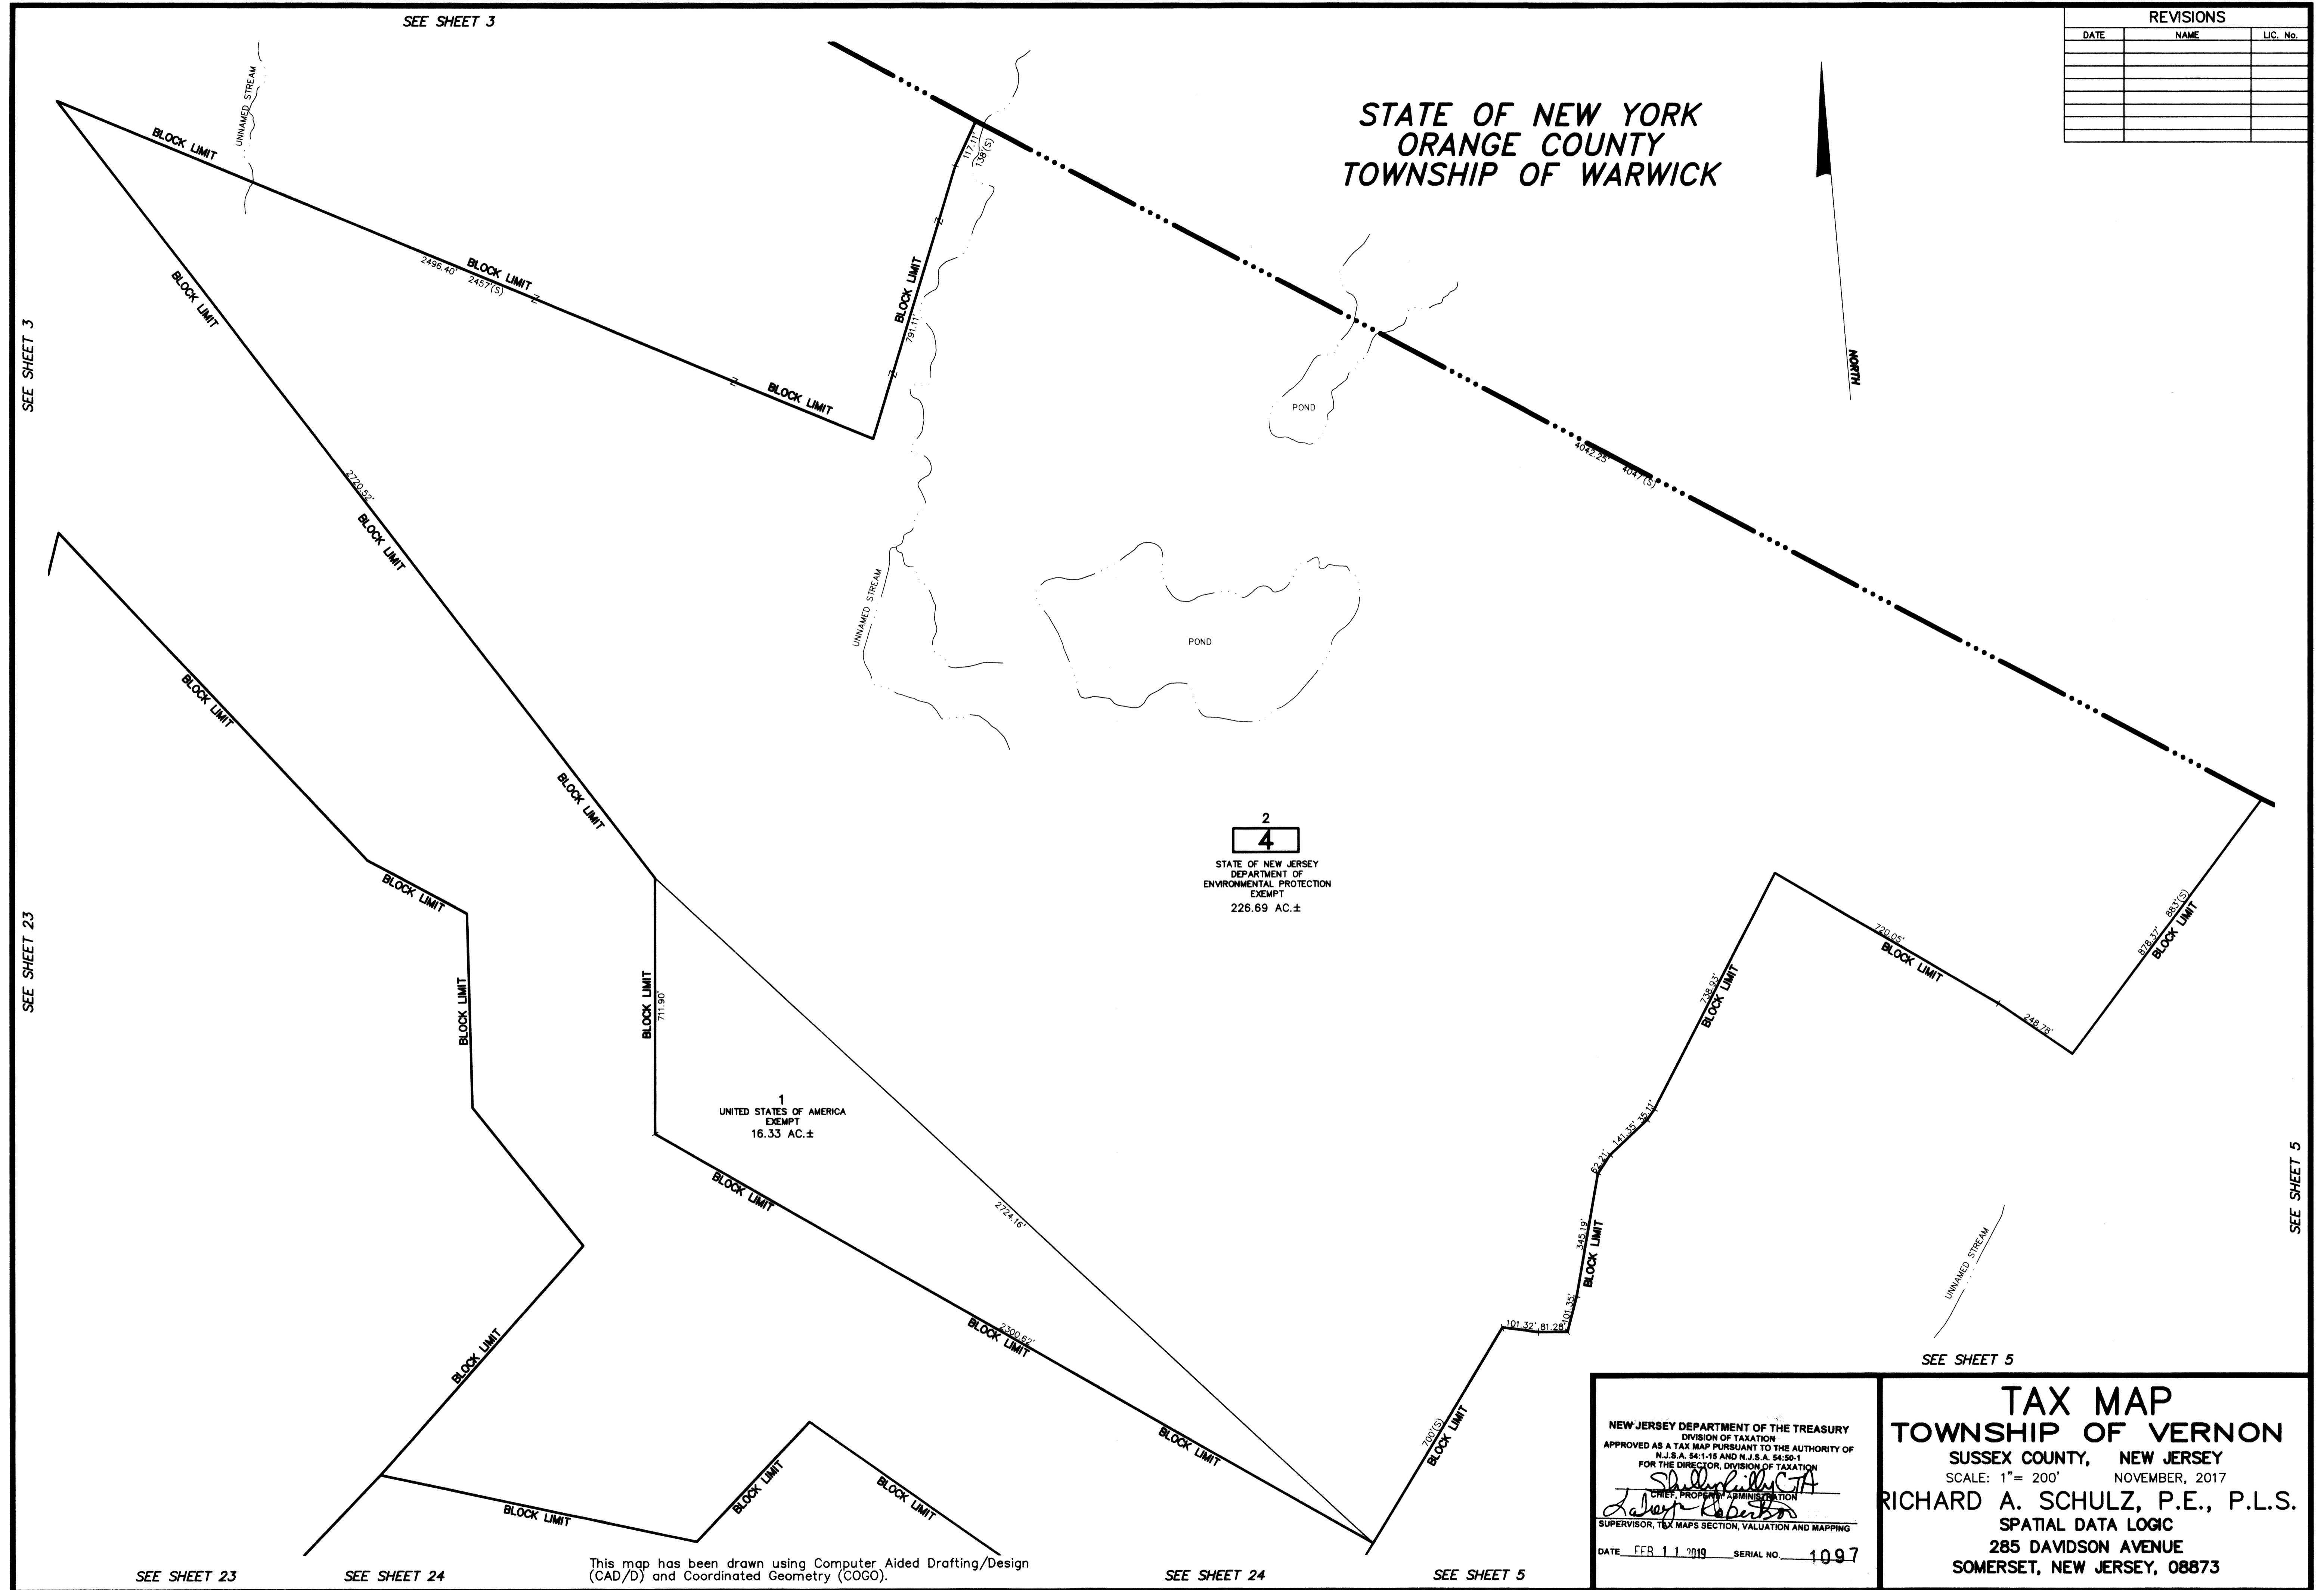 SEE SHEET 3
REVISIONS
DATE NAME LIC. No.
STATE OF NEW YORK
ORANGE COUNTY
TOWNSHIP OF WARWICK
UNNAMED STREAM
BLOCK LIMIT
117.11'
138'(S)
BLOCK LIMIT
2496.40'
2457'(S)
BLOCK LIMIT
BLOCK LIMIT
791.11'
SEE SHEET 3
NORTH
BLOCK LIMIT
POND
4042.25'
4047'(S)
2720.52'
BLOCK LIMIT
UNNAMED STREAM
POND
BLOCK LIMIT
BLOCK LIMIT
2
4
STATE OF NEW JERSEY
DEPARTMENT OF
ENVIRONMENTAL PROTECTION
EXEMPT
226.69 AC.±
BLOCK LIMIT
SEE SHEET 23
883'(S)
878.37'
BLOCK LIMIT
720.05'
BLOCK LIMIT
248.78'
738.93'
BLOCK LIMIT
BLOCK LIMIT
BLOCK LIMIT
711.90'
1
UNITED STATES OF AMERICA
EXEMPT
16.33 AC.±
35.11'
141.35'
62.21'
BLOCK LIMIT
2724.16'
345.19'
BLOCK LIMIT
SEE SHEET 5
UNNAMED STREAM
101.35'
101.32'
81.28'
2300.62'
BLOCK LIMIT
BLOCK LIMIT
SEE SHEET 5
700'(S)
BLOCK LIMIT
BLOCK LIMIT
BLOCK LIMIT
BLOCK LIMIT
BLOCK LIMIT
NEW JERSEY DEPARTMENT OF THE TREASURY
DIVISION OF TAXATION
APPROVED AS A TAX MAP PURSUANT TO THE AUTHORITY OF
N.J.S.A. 54:1-15 AND N.J.S.A. 54:50-1
FOR THE DIRECTOR, DIVISION OF TAXATION
CHIEF, PROPERTY ADMINISTRATION
SUPERVISOR, TAX MAPS SECTION, VALUATION AND MAPPING
DATE FEB 11 2019 SERIAL NO. 1097
TAX MAP
TOWNSHIP OF VERNON
SUSSEX COUNTY, NEW JERSEY
SCALE: 1"= 200' NOVEMBER, 2017
RICHARD A. SCHULZ, P.E., P.L.S.
SPATIAL DATA LOGIC
285 DAVIDSON AVENUE
SOMERSET, NEW JERSEY, 08873
This map has been drawn using Computer Aided Drafting/Design
(CAD/D) and Coordinated Geometry (COGO).
SEE SHEET 23
SEE SHEET 24
SEE SHEET 24
SEE SHEET 5